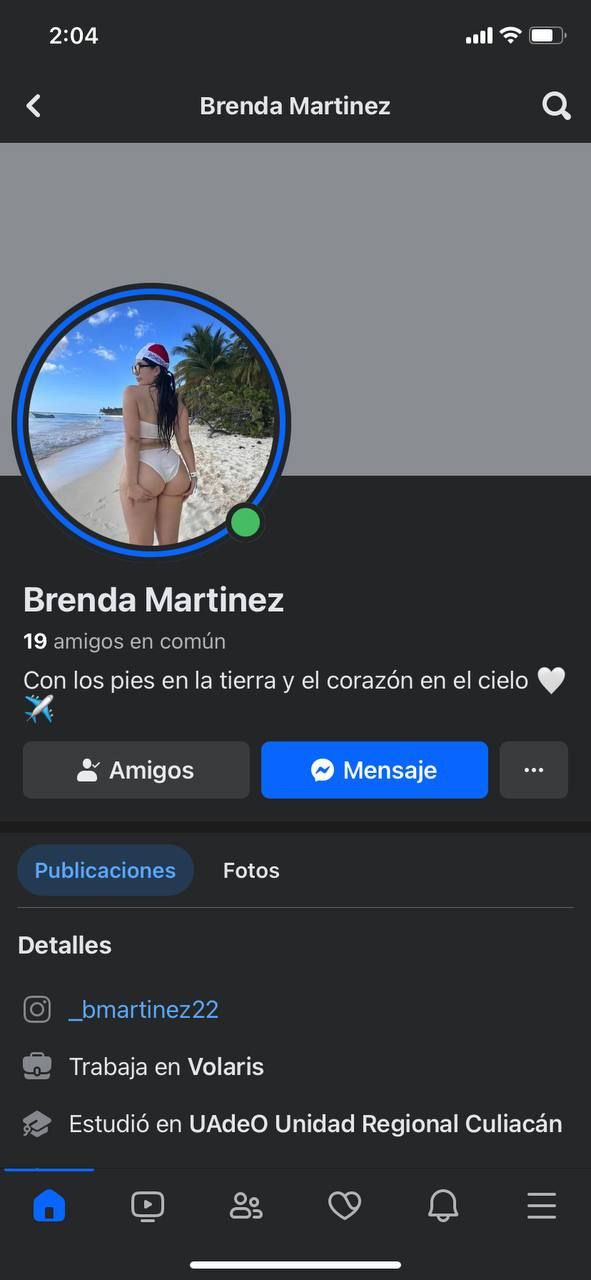 2:04
Brenda Martinez
Brenda Martinez
19 amigos en común
Con los pies en la tierra y el corazón en el cielo 🤍
✈️
Amigos
Mensaje
Publicaciones
Fotos
Detalles
_bmartinez22
Trabaja en Volaris
Estudió en UAdeO Unidad Regional Culiacán